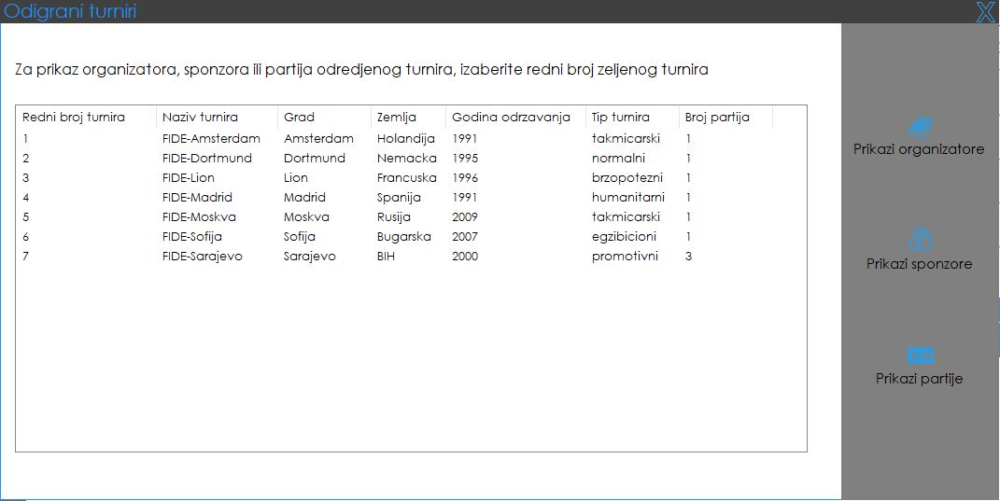 Odigrani turniri X
Za prikaz organizatora, sponzora ili partija odredjenog turnira, izaberite redni broj zeljenog turnira
Redni broj turnira Naziv turnira Grad Zemlja Godina odrzavanja Tip turnira Broj partija
1 FIDE-Amsterdam Amsterdam Holandija 1991 takmicarski 1
2 FIDE-Dortmund Dortmund Nemacka 1995 normalni 1
3 FIDE-Lion Lion Francuska 1996 brzopotezni 1
4 FIDE-Madrid Madrid Spanija 1991 humanitarni 1
5 FIDE-Moskva Moskva Rusija 2009 takmicarski 1
6 FIDE-Sofija Sofija Bugarska 2007 egzibicioni 1
7 FIDE-Sarajevo Sarajevo BIH 2000 promotivni 3
Prikazi organizatore
Prikazi sponzore
Prikazi partije